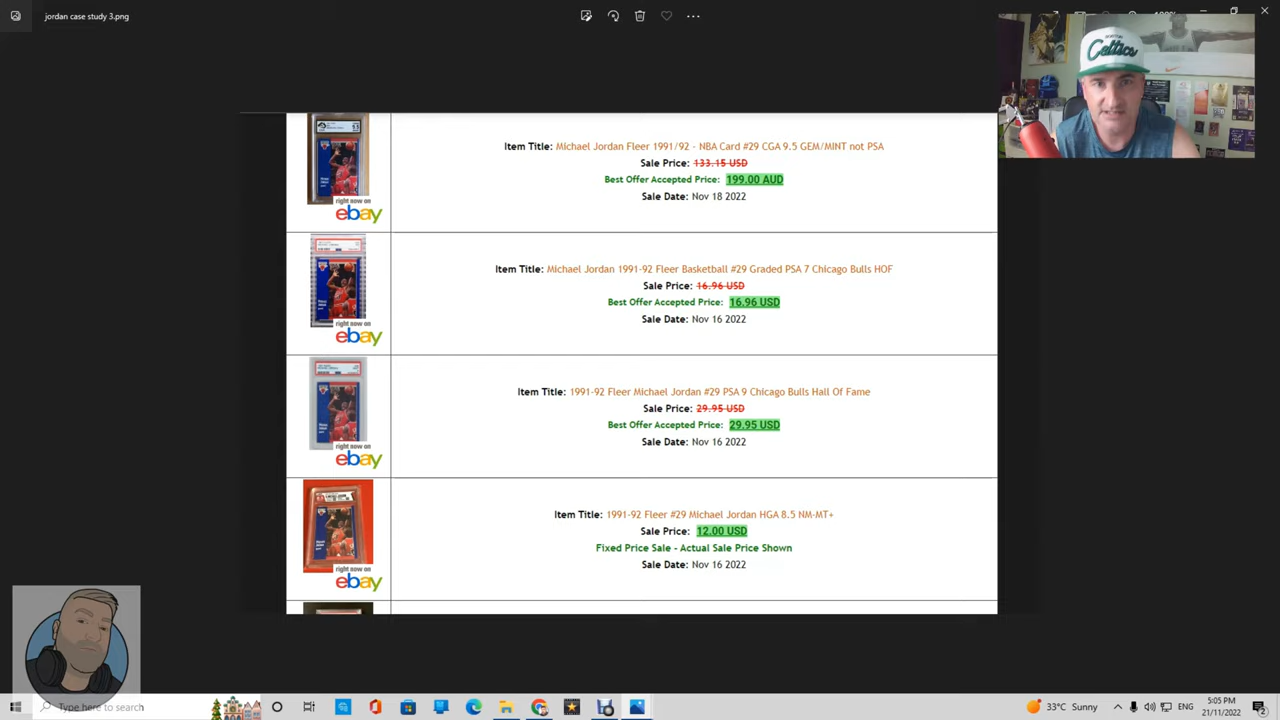 jordan case study 3.png
Celtics
Item Title: Michael Jordan Fleer 1991/92 - NBA Card #29 CGA 9.5 GEM/MINT not PSA
Sale Price: 133.15 USD
Best Offer Accepted Price: 199.00 AUD
Sale Date: Nov 18 2022
right now on
ebay
Item Title: Michael Jordan 1991-92 Fleer Basketball #29 Graded PSA 7 Chicago Bulls HOF
Sale Price: 16.96 USD
Best Offer Accepted Price: 16.96 USD
Sale Date: Nov 16 2022
right now on
ebay
Item Title: 1991-92 Fleer Michael Jordan #29 PSA 9 Chicago Bulls Hall Of Fame
Sale Price: 29.95 USD
Best Offer Accepted Price: 29.95 USD
Sale Date: Nov 16 2022
right now on
ebay
Item Title: 1991-92 Fleer #29 Michael Jordan HGA 8.5 NM-MT+
Sale Price: 12.00 USD
Fixed Price Sale - Actual Sale Price Shown
Sale Date: Nov 16 2022
right now on
ebay
Type here to search
33°C Sunny
ENG
5:05 PM
21/11/2022